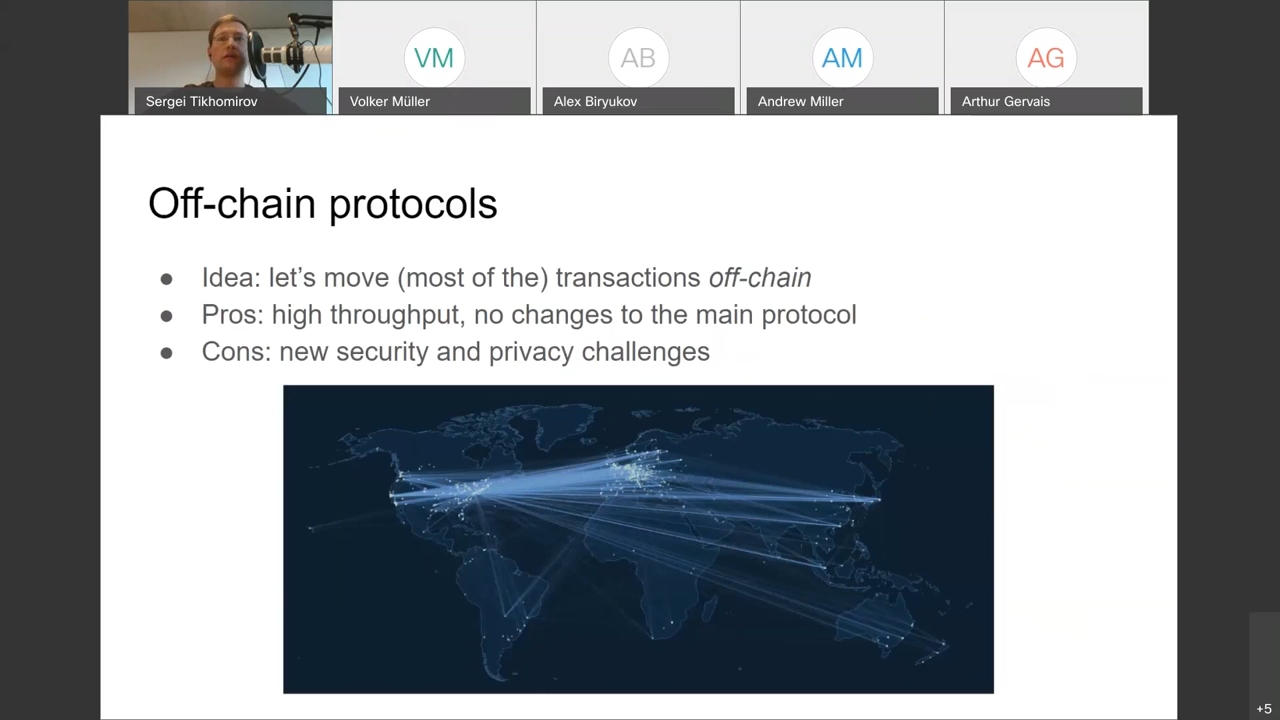 VM
AB
AM
AG
Sergei Tikhomirov
Volker Müller
Alex Biryukov
Andrew Miller
Arthur Gervais
Off-chain protocols
● Idea: let’s move (most of the) transactions off-chain
● Pros: high throughput, no changes to the main protocol
● Cons: new security and privacy challenges
+5